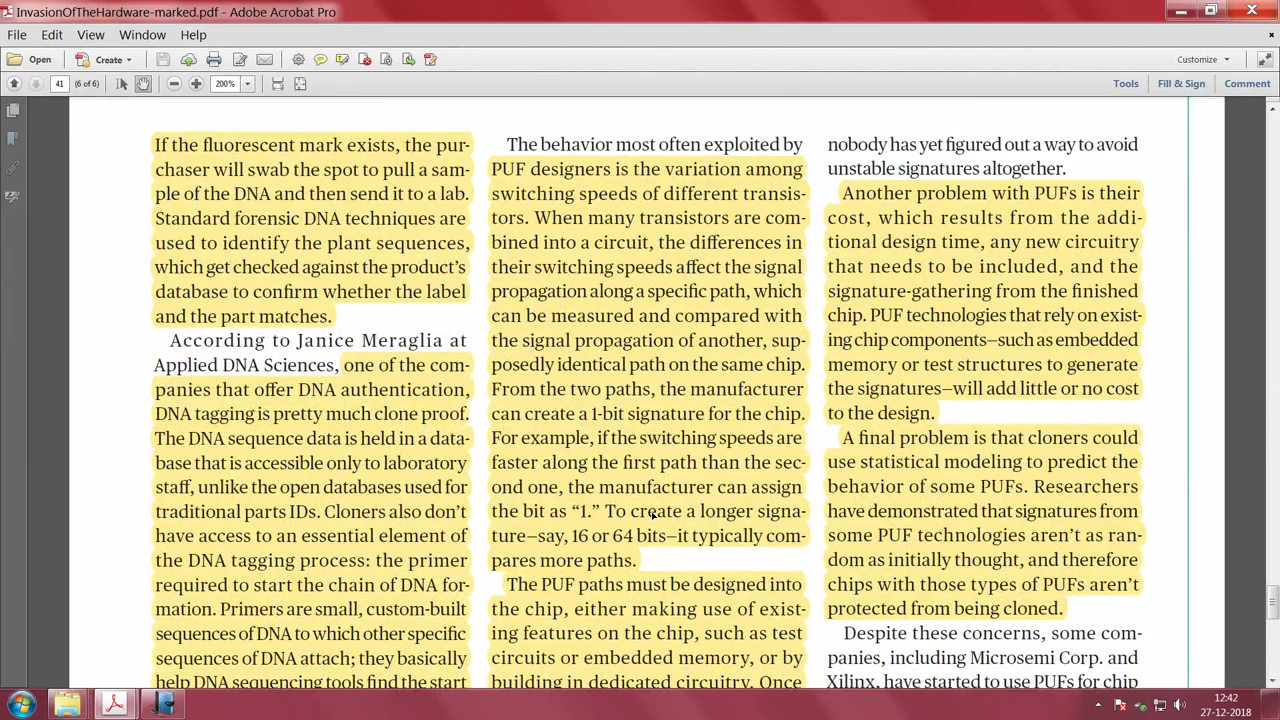 InvasionOfTheHardware-marked.pdf - Adobe Acrobat Pro
File Edit View Window Help
Open Create Customize
41 (6 of 6) 200% Tools Fill & Sign Comment
If the fluorescent mark exists, the pur-
chaser will swab the spot to pull a sam-
ple of the DNA and then send it to a lab.
Standard forensic DNA techniques are
used to identify the plant sequences,
which get checked against the product’s
database to confirm whether the label
and the part matches.
According to Janice Meraglia at
Applied DNA Sciences, one of the com-
panies that offer DNA authentication,
DNA tagging is pretty much clone proof.
The DNA sequence data is held in a data-
base that is accessible only to laboratory
staff, unlike the open databases used for
traditional parts IDs. Cloners also don’t
have access to an essential element of
the DNA tagging process: the primer
required to start the chain of DNA for-
mation. Primers are small, custom-built
sequences of DNA to which other specific
sequences of DNA attach; they basically
help DNA sequencing tools find the start
The behavior most often exploited by
PUF designers is the variation among
switching speeds of different transis-
tors. When many transistors are com-
bined into a circuit, the differences in
their switching speeds affect the signal
propagation along a specific path, which
can be measured and compared with
the signal propagation of another, sup-
posedly identical path on the same chip.
From the two paths, the manufacturer
can create a 1-bit signature for the chip.
For example, if the switching speeds are
faster along the first path than the sec-
ond one, the manufacturer can assign
the bit as “1.” To create a longer signa-
ture—say, 16 or 64 bits—it typically com-
pares more paths.
The PUF paths must be designed into
the chip, either making use of exist-
ing features on the chip, such as test
circuits or embedded memory, or by
building in dedicated circuitry. Once
nobody has yet figured out a way to avoid
unstable signatures altogether.
Another problem with PUFs is their
cost, which results from the addi-
tional design time, any new circuitry
that needs to be included, and the
signature-gathering from the finished
chip. PUF technologies that rely on exist-
ing chip components—such as embedded
memory or test structures to generate
the signatures—will add little or no cost
to the design.
A final problem is that cloners could
use statistical modeling to predict the
behavior of some PUFs. Researchers
have demonstrated that signatures from
some PUF technologies aren’t as ran-
dom as initially thought, and therefore
chips with those types of PUFs aren’t
protected from being cloned.
Despite these concerns, some com-
panies, including Microsemi Corp. and
Xilinx, have started to use PUFs for chip
12:42
27-12-2018